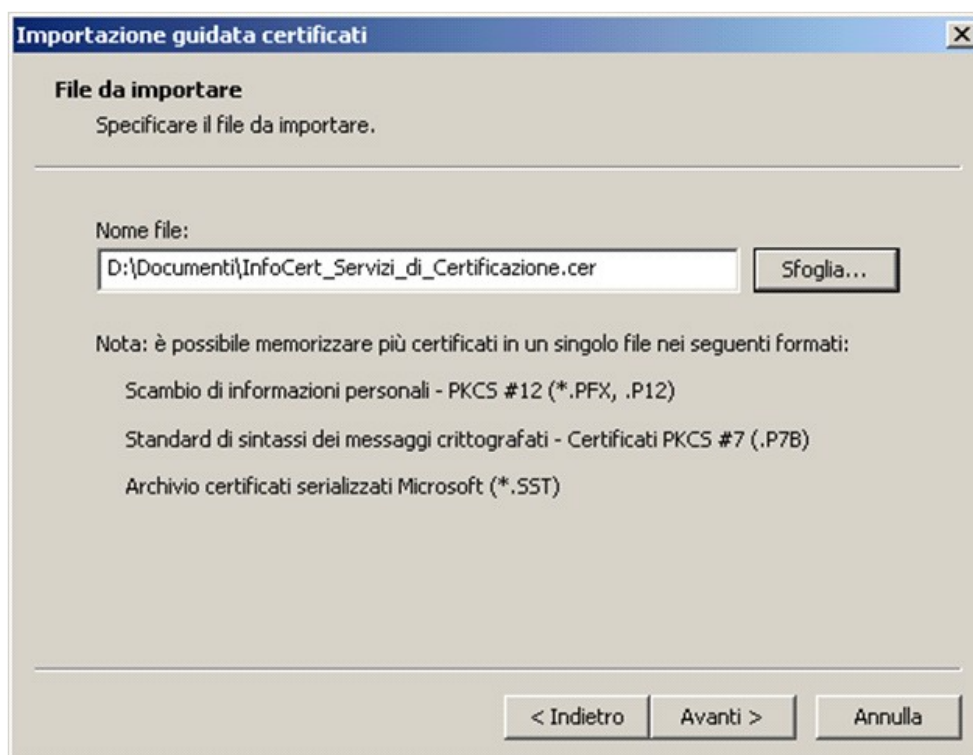 Importazione guidata certificati
File da importare
Specificare il file da importare.
Nome file:
D:\Documenti\InfoCert_Servizi_di_Certificazione.cer
Sfoglia...
Nota: è possibile memorizzare più certificati in un singolo file nei seguenti formati:
Scambio di informazioni personali - PKCS #12 (*.PFX, .P12)
Standard di sintassi dei messaggi crittografati - Certificati PKCS #7 (.P7B)
Archivio certificati serializzati Microsoft (*.SST)
< Indietro Avanti > Annulla